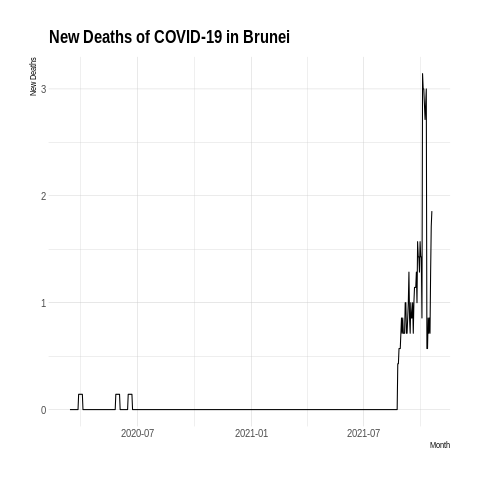 New Deaths of COVID-19 in Brunei
New Deaths
3
2
1
0
2020-07
2021-01
2021-07
Month